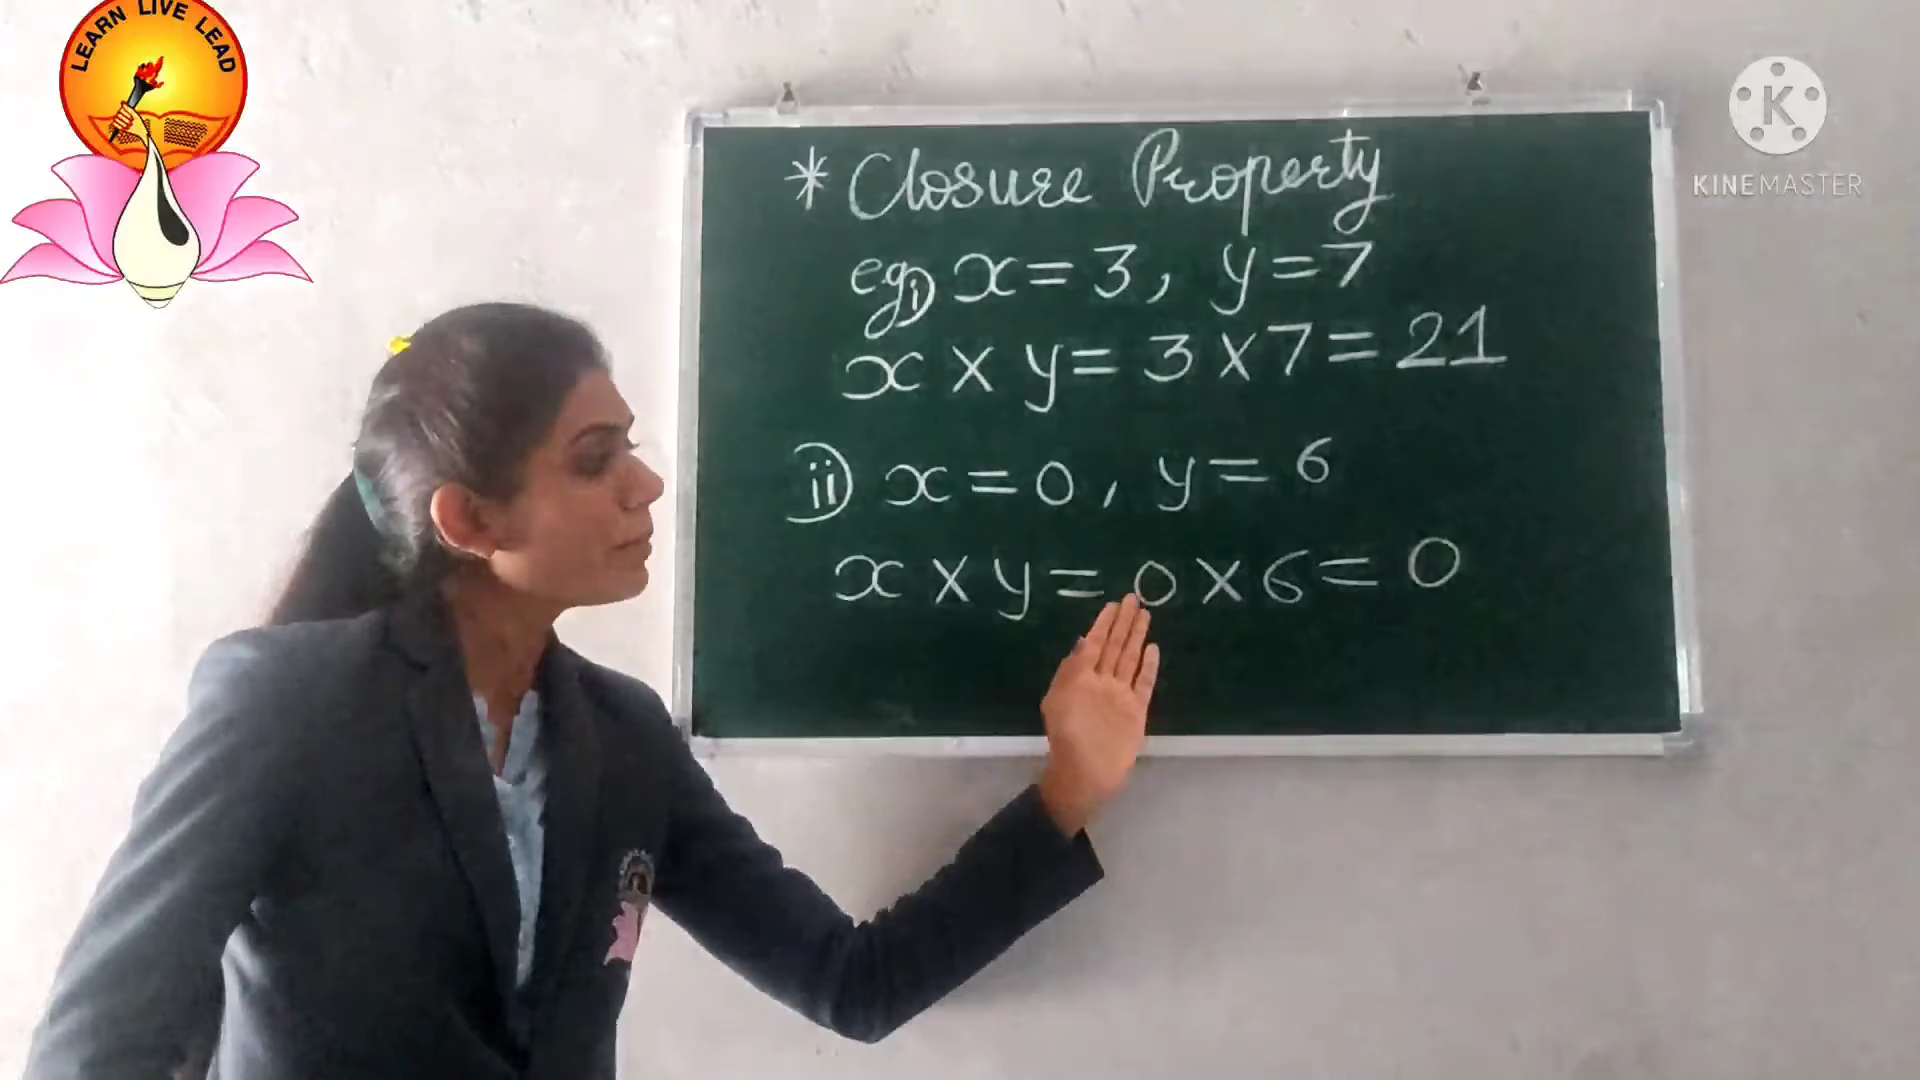 LEARN LIVE LEAD
K
KINEMASTER
* Closure Property
eg i) x = 3, y = 7
x × y = 3 × 7 = 21
ii) x = 0, y = 6
x × y = 0 × 6 = 0